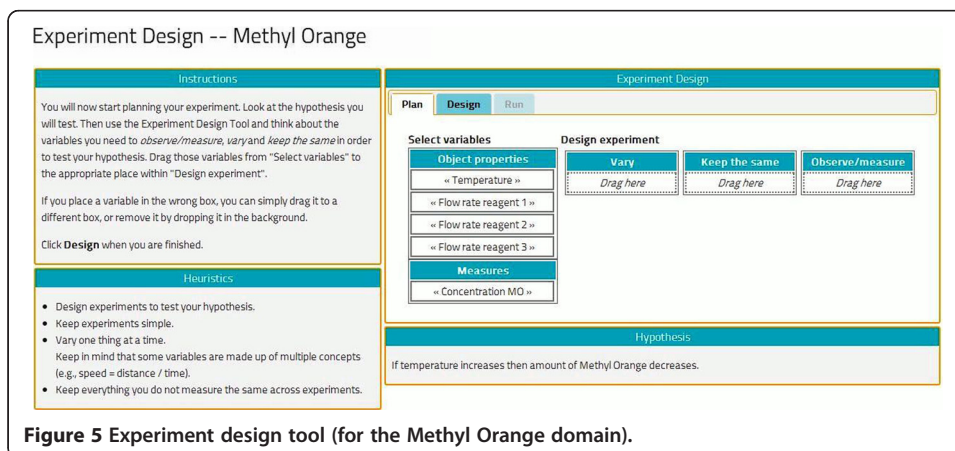 Experiment Design -- Methyl Orange
Instructions
You will now start planning your experiment. Look at the hypothesis you
will test. Then use the Experiment Design Tool and think about the
variables you need to observe/measure, vary and keep the same in order
to test your hypothesis. Drag those variables from "Select variables" to
the appropriate place within "Design experiment".
If you place a variable in the wrong box, you can simply drag it to a
different box, or remove it by dropping it in the background.
Click Design when you are finished.
Heuristics
• Design experiments to test your hypothesis.
• Keep experiments simple.
• Vary one thing at a time.
Keep in mind that some variables are made up of multiple concepts
(e.g., speed = distance / time).
• Keep everything you do not measure the same across experiments.
Experiment Design
Plan Design Run
Select variables
Object properties
« Temperature »
« Flow rate reagent 1 »
« Flow rate reagent 2 »
« Flow rate reagent 3 »
Measures
« Concentration MO »
Design experiment
Vary Keep the same Observe/measure
Drag here Drag here Drag here
Hypothesis
If temperature increases then amount of Methyl Orange decreases.
Figure 5 Experiment design tool (for the Methyl Orange domain).